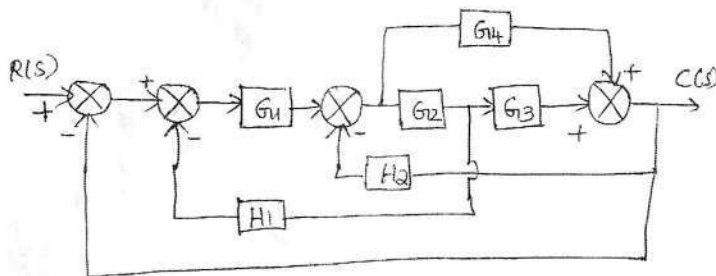 G4
R(S)
+
-
+
-
G1
-
G2
G3
+
+
C(S)
H2
H1